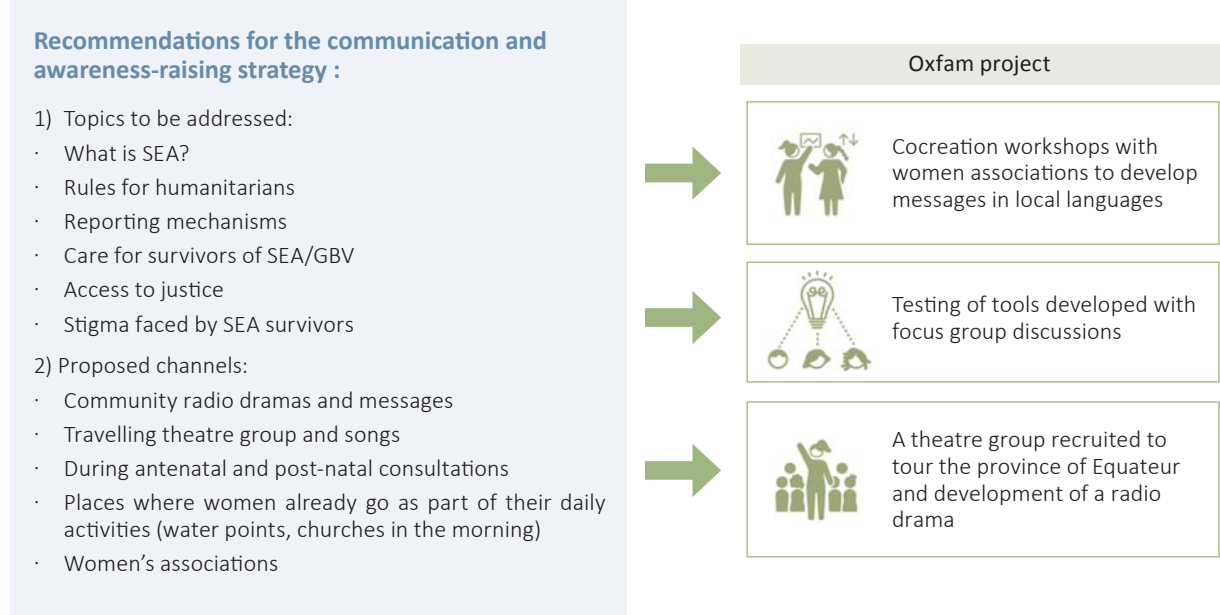 Recommendations for the communication and
awareness-raising strategy :
1) Topics to be addressed:
· What is SEA?
· Rules for humanitarians
· Reporting mechanisms
· Care for survivors of SEA/GBV
· Access to justice
· Stigma faced by SEA survivors
2) Proposed channels:
· Community radio dramas and messages
· Travelling theatre group and songs
· During antenatal and post-natal consultations
· Places where women already go as part of their daily
activities (water points, churches in the morning)
· Women’s associations
Oxfam project
Cocreation workshops with
women associations to develop
messages in local languages
Testing of tools developed with
focus group discussions
A theatre group recruited to
tour the province of Equateur
and development of a radio
drama